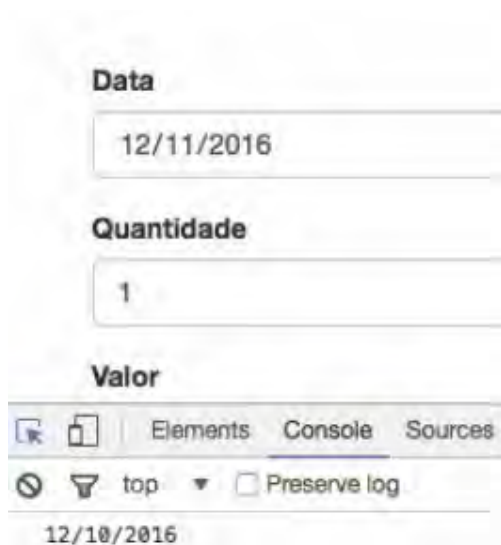 Data
12/11/2016
Quantidade
1
Valor
Elements Console Sources
top Preserve log
12/10/2016